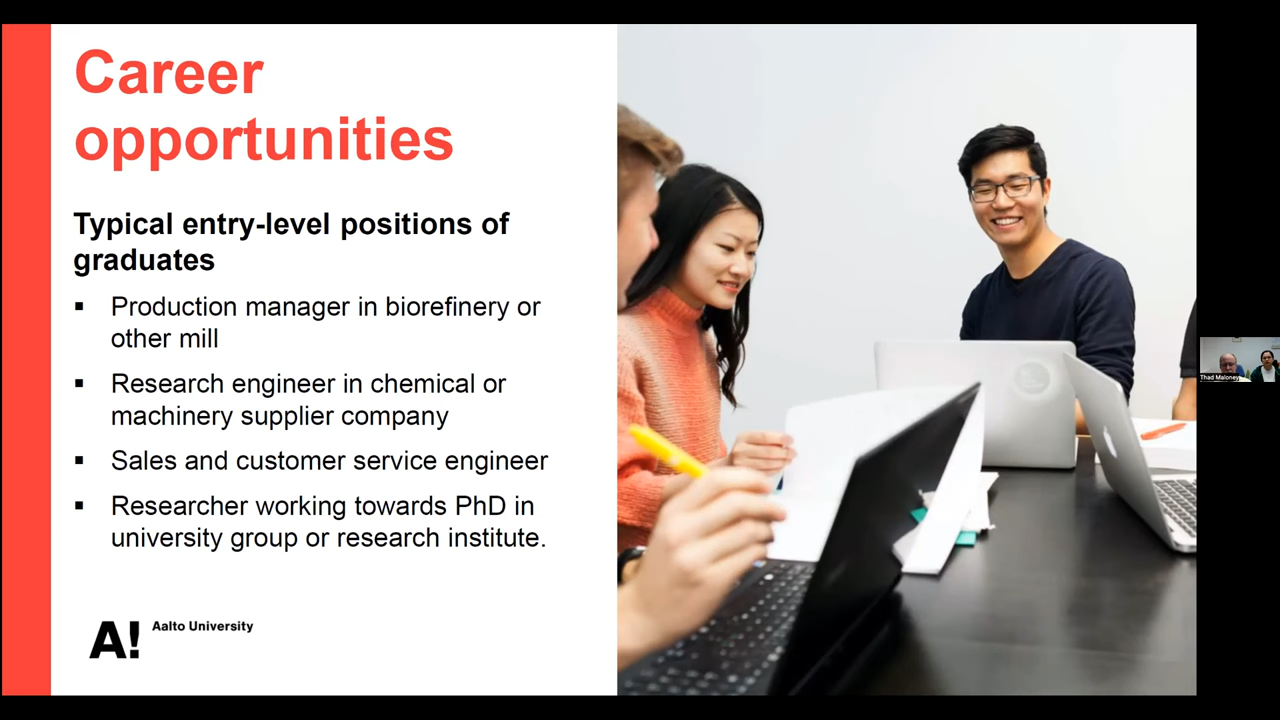 Career
opportunities
Typical entry-level positions of
graduates
▪ Production manager in biorefinery or
other mill
▪ Research engineer in chemical or
machinery supplier company
▪ Sales and customer service engineer
▪ Researcher working towards PhD in
university group or research institute.
A! Aalto University
Thad Maloney